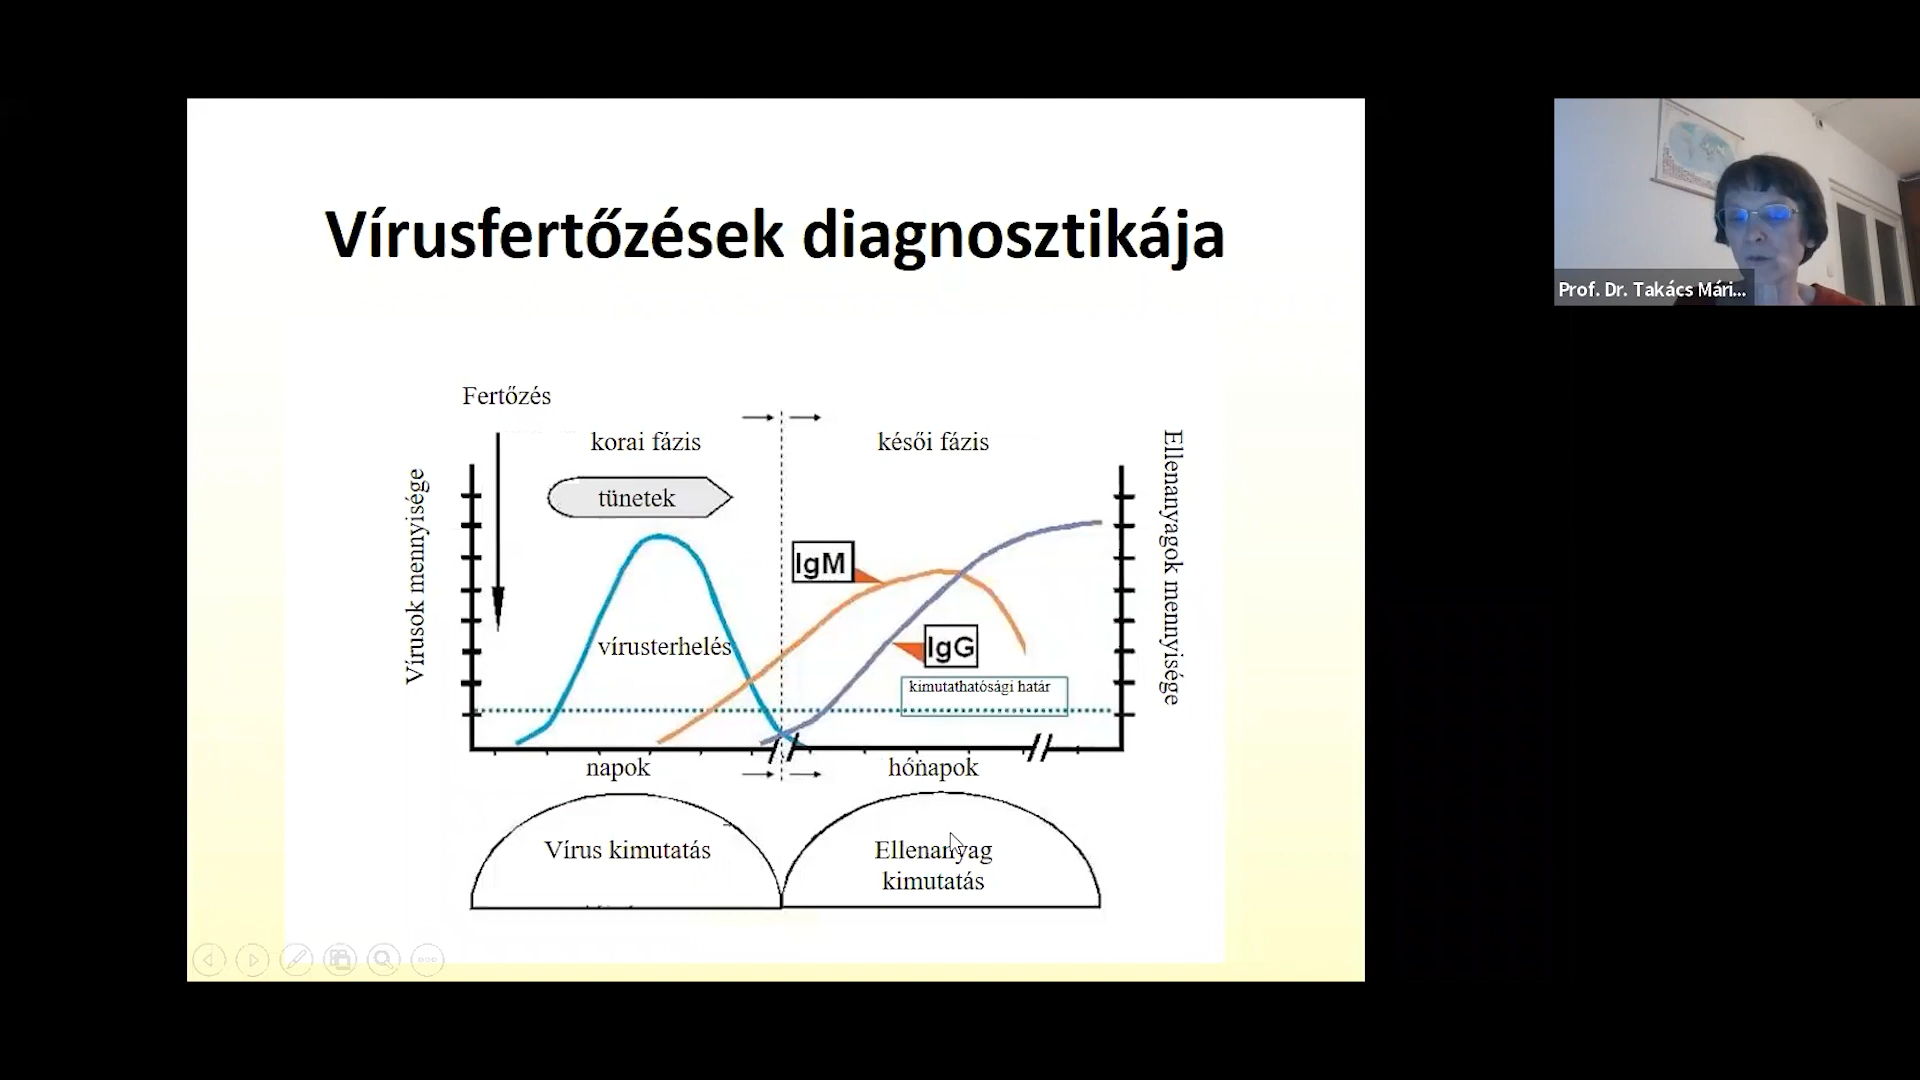 Vírusfertőzések diagnosztikája
Prof. Dr. Takács Mári...
Fertőzés
korai fázis
késői fázis
tünetek
Vírusok mennyisége
Ellenanyagok mennyisége
IgM
IgG
vírusterhelés
kimutathatósági határ
napok
hónapok
Vírus kimutatás
Ellenanyag
kimutatás